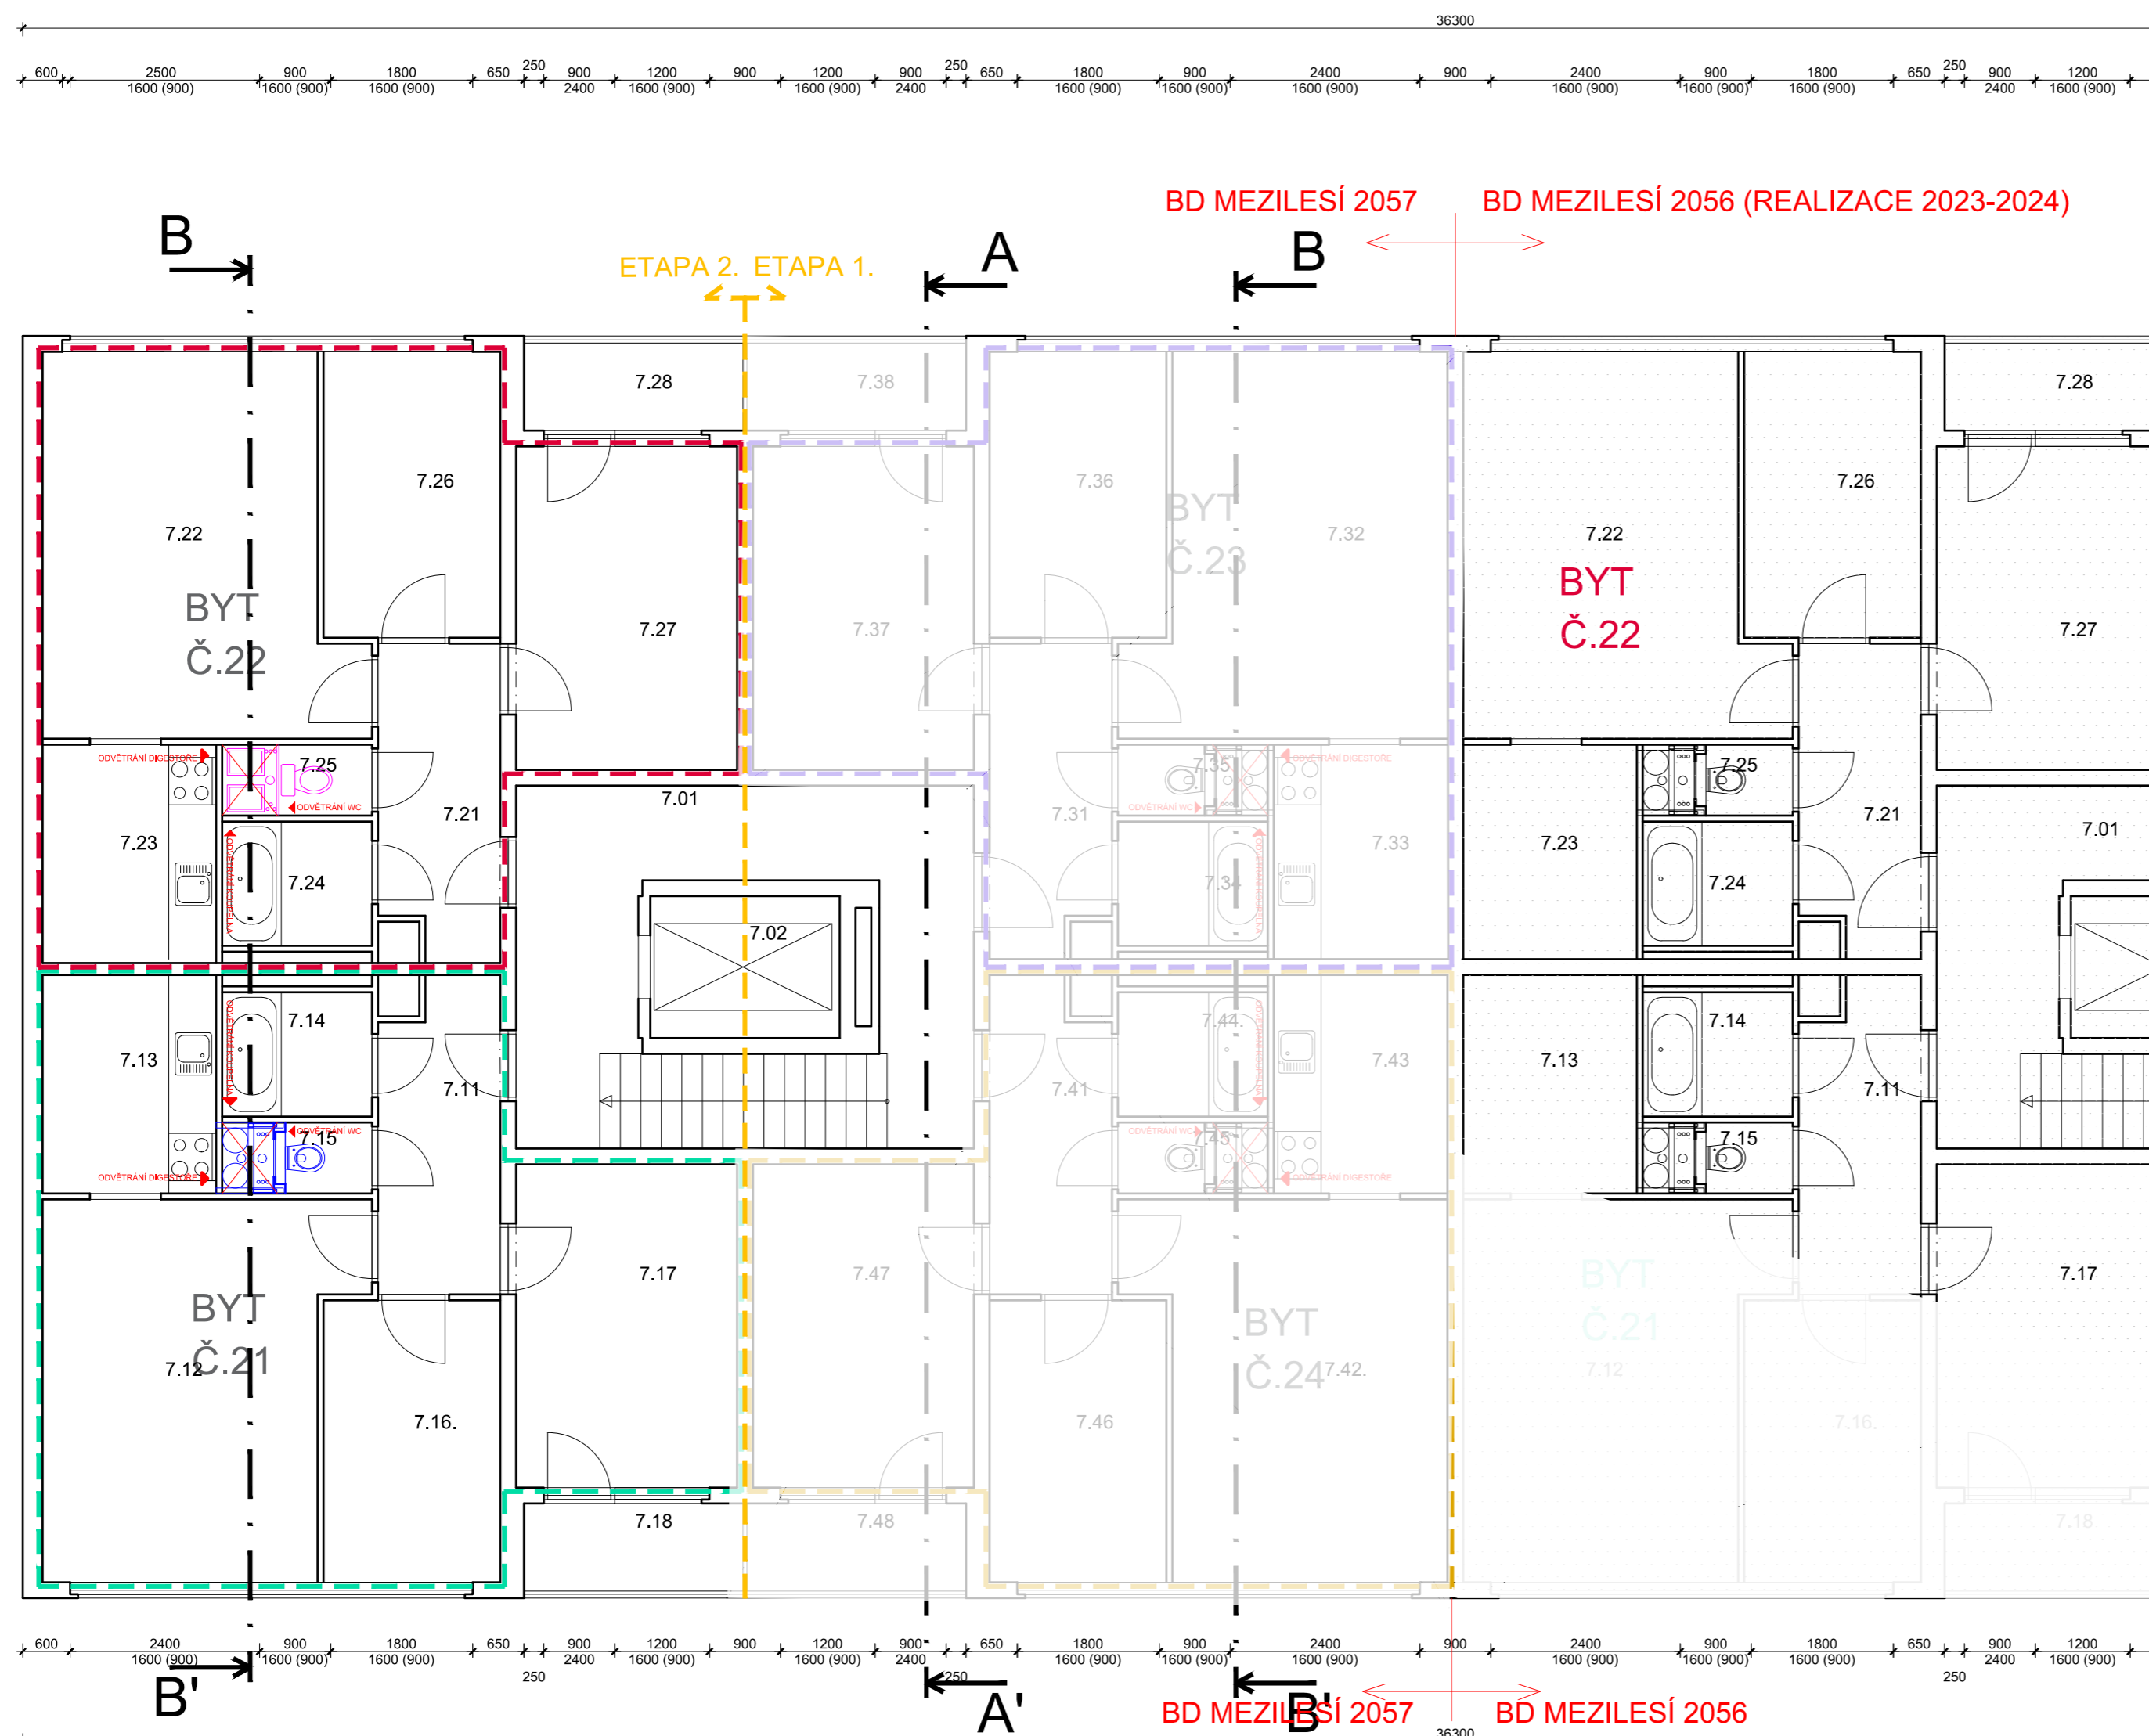 36300
600 2500 900 1800 650 250 900 1200 900 1200 900 250 650 1800 900 2400 900 2400 900 1800 650 250 900 1200
1600 (900) 1600 (900) 1600 (900) 2400 1600 (900) 1600 (900) 2400 1600 (900) 1600 (900) 1600 (900) 1600 (900) 1600 (900) 1600 (900) 2400 1600 (900)
BD MEZILESÍ 2057 BD MEZILESÍ 2056 (REALIZACE 2023-2024)
B A B
ETAPA 2. ETAPA 1.
7.28 7.38 7.28
7.26 7.36 7.26
BYT
Č.23
7.22 7.32 7.22
BYT
Č.22
BYT
Č.22
7.27 7.37 7.27
ODVĚTRÁNÍ DIGESTOŘE 7.25 7.35 ODVĚTRÁNÍ DIGESTOŘE 7.25
ODVĚTRÁNÍ WC 7.01 ODVĚTRÁNÍ WC
7.21 7.31 7.21 7.01
7.23 7.33 7.23
ODVĚTRÁNÍ KOUPELNA 7.24 7.34 ODVĚTRÁNÍ KOUPELNA 7.24
7.02
ODVĚTRÁNÍ KOUPELNA 7.14 7.44. ODVĚTRÁNÍ KOUPELNA 7.14
7.13 7.43 7.13
7.11 7.41 7.11
ODVĚTRÁNÍ WC 7.15 ODVĚTRÁNÍ WC 7.45 7.15
ODVĚTRÁNÍ DIGESTOŘE ODVĚTRÁNÍ DIGESTOŘE
7.17 7.47 7.17
BYT
Č.21
BYT
Č.24
BYT
Č.21
7.12 7.42. 7.12
7.16. 7.46 7.16.
7.18 7.48 7.18
600 2400 900 1800 650 900 1200 900 1200 900 650 1800 900 2400 900 2400 900 1800 650 900 1200
1600 (900) 1600 (900) 1600 (900) 2400 1600 (900) 1600 (900) 2400 1600 (900) 1600 (900) 1600 (900) 1600 (900) 1600 (900) 1600 (900) 2400 1600 (900)
250 250 250
B' A' B'
BD MEZILESÍ 2057 BD MEZILESÍ 2056
36300